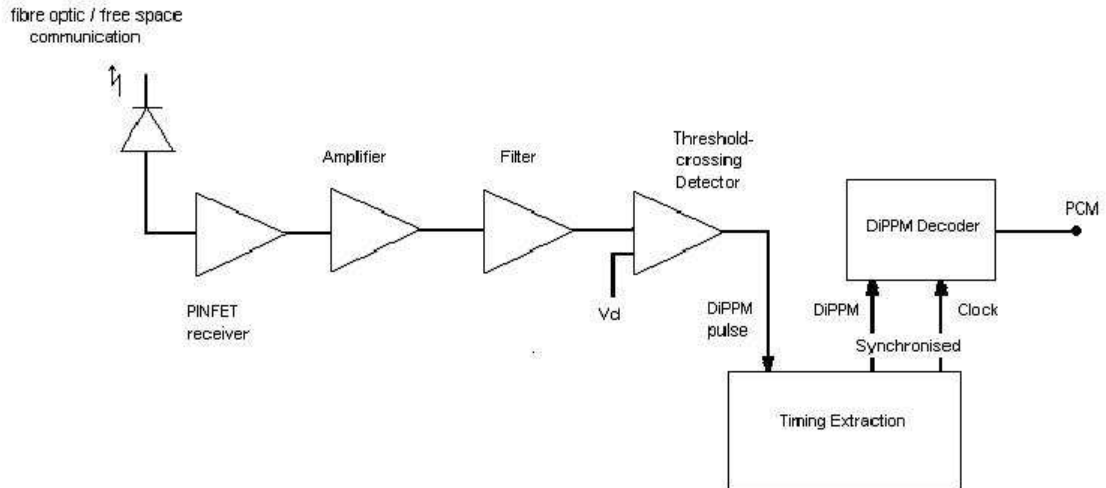 fibre optic / free space
communication
Amplifier
Filter
Threshold-
crossing
Detector
PINFET
receiver
Vd
DiPPM
pulse
DiPPM Decoder
PCM
DiPPM
Clock
Synchronised
Timing Extraction